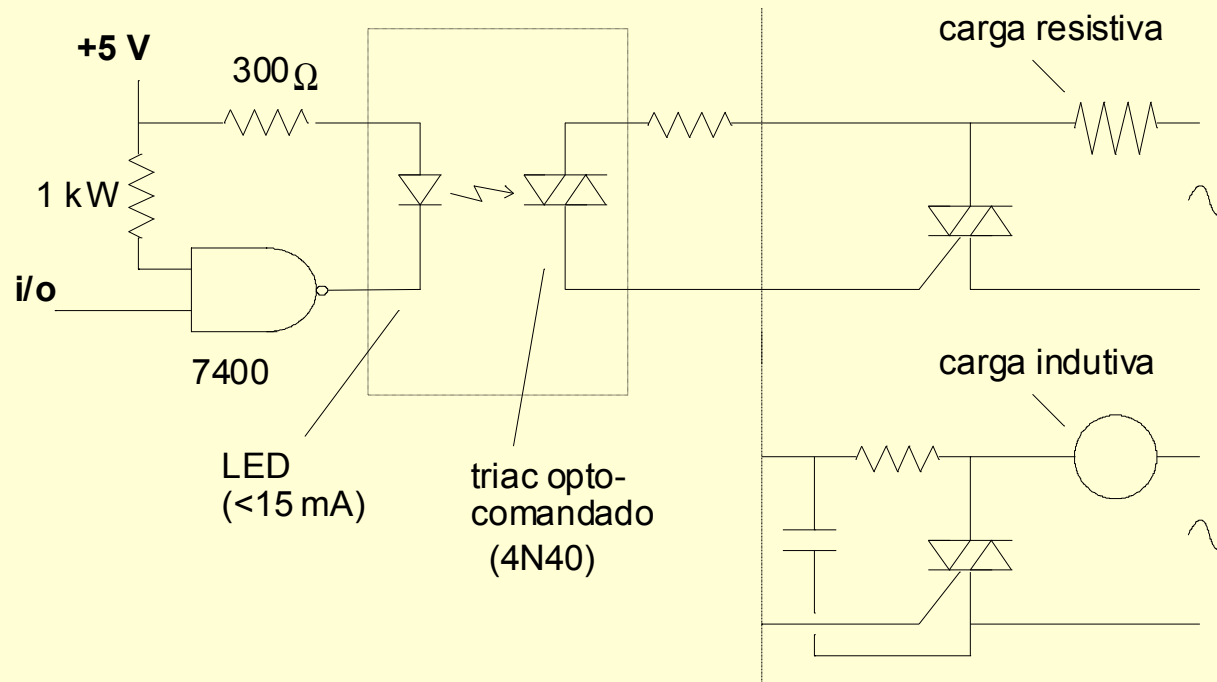 +5 V
300Ω
1 kW
i/o
7400
LED
(<15 mA)
triac opto-
comandado
(4N40)
carga resistiva
carga indutiva